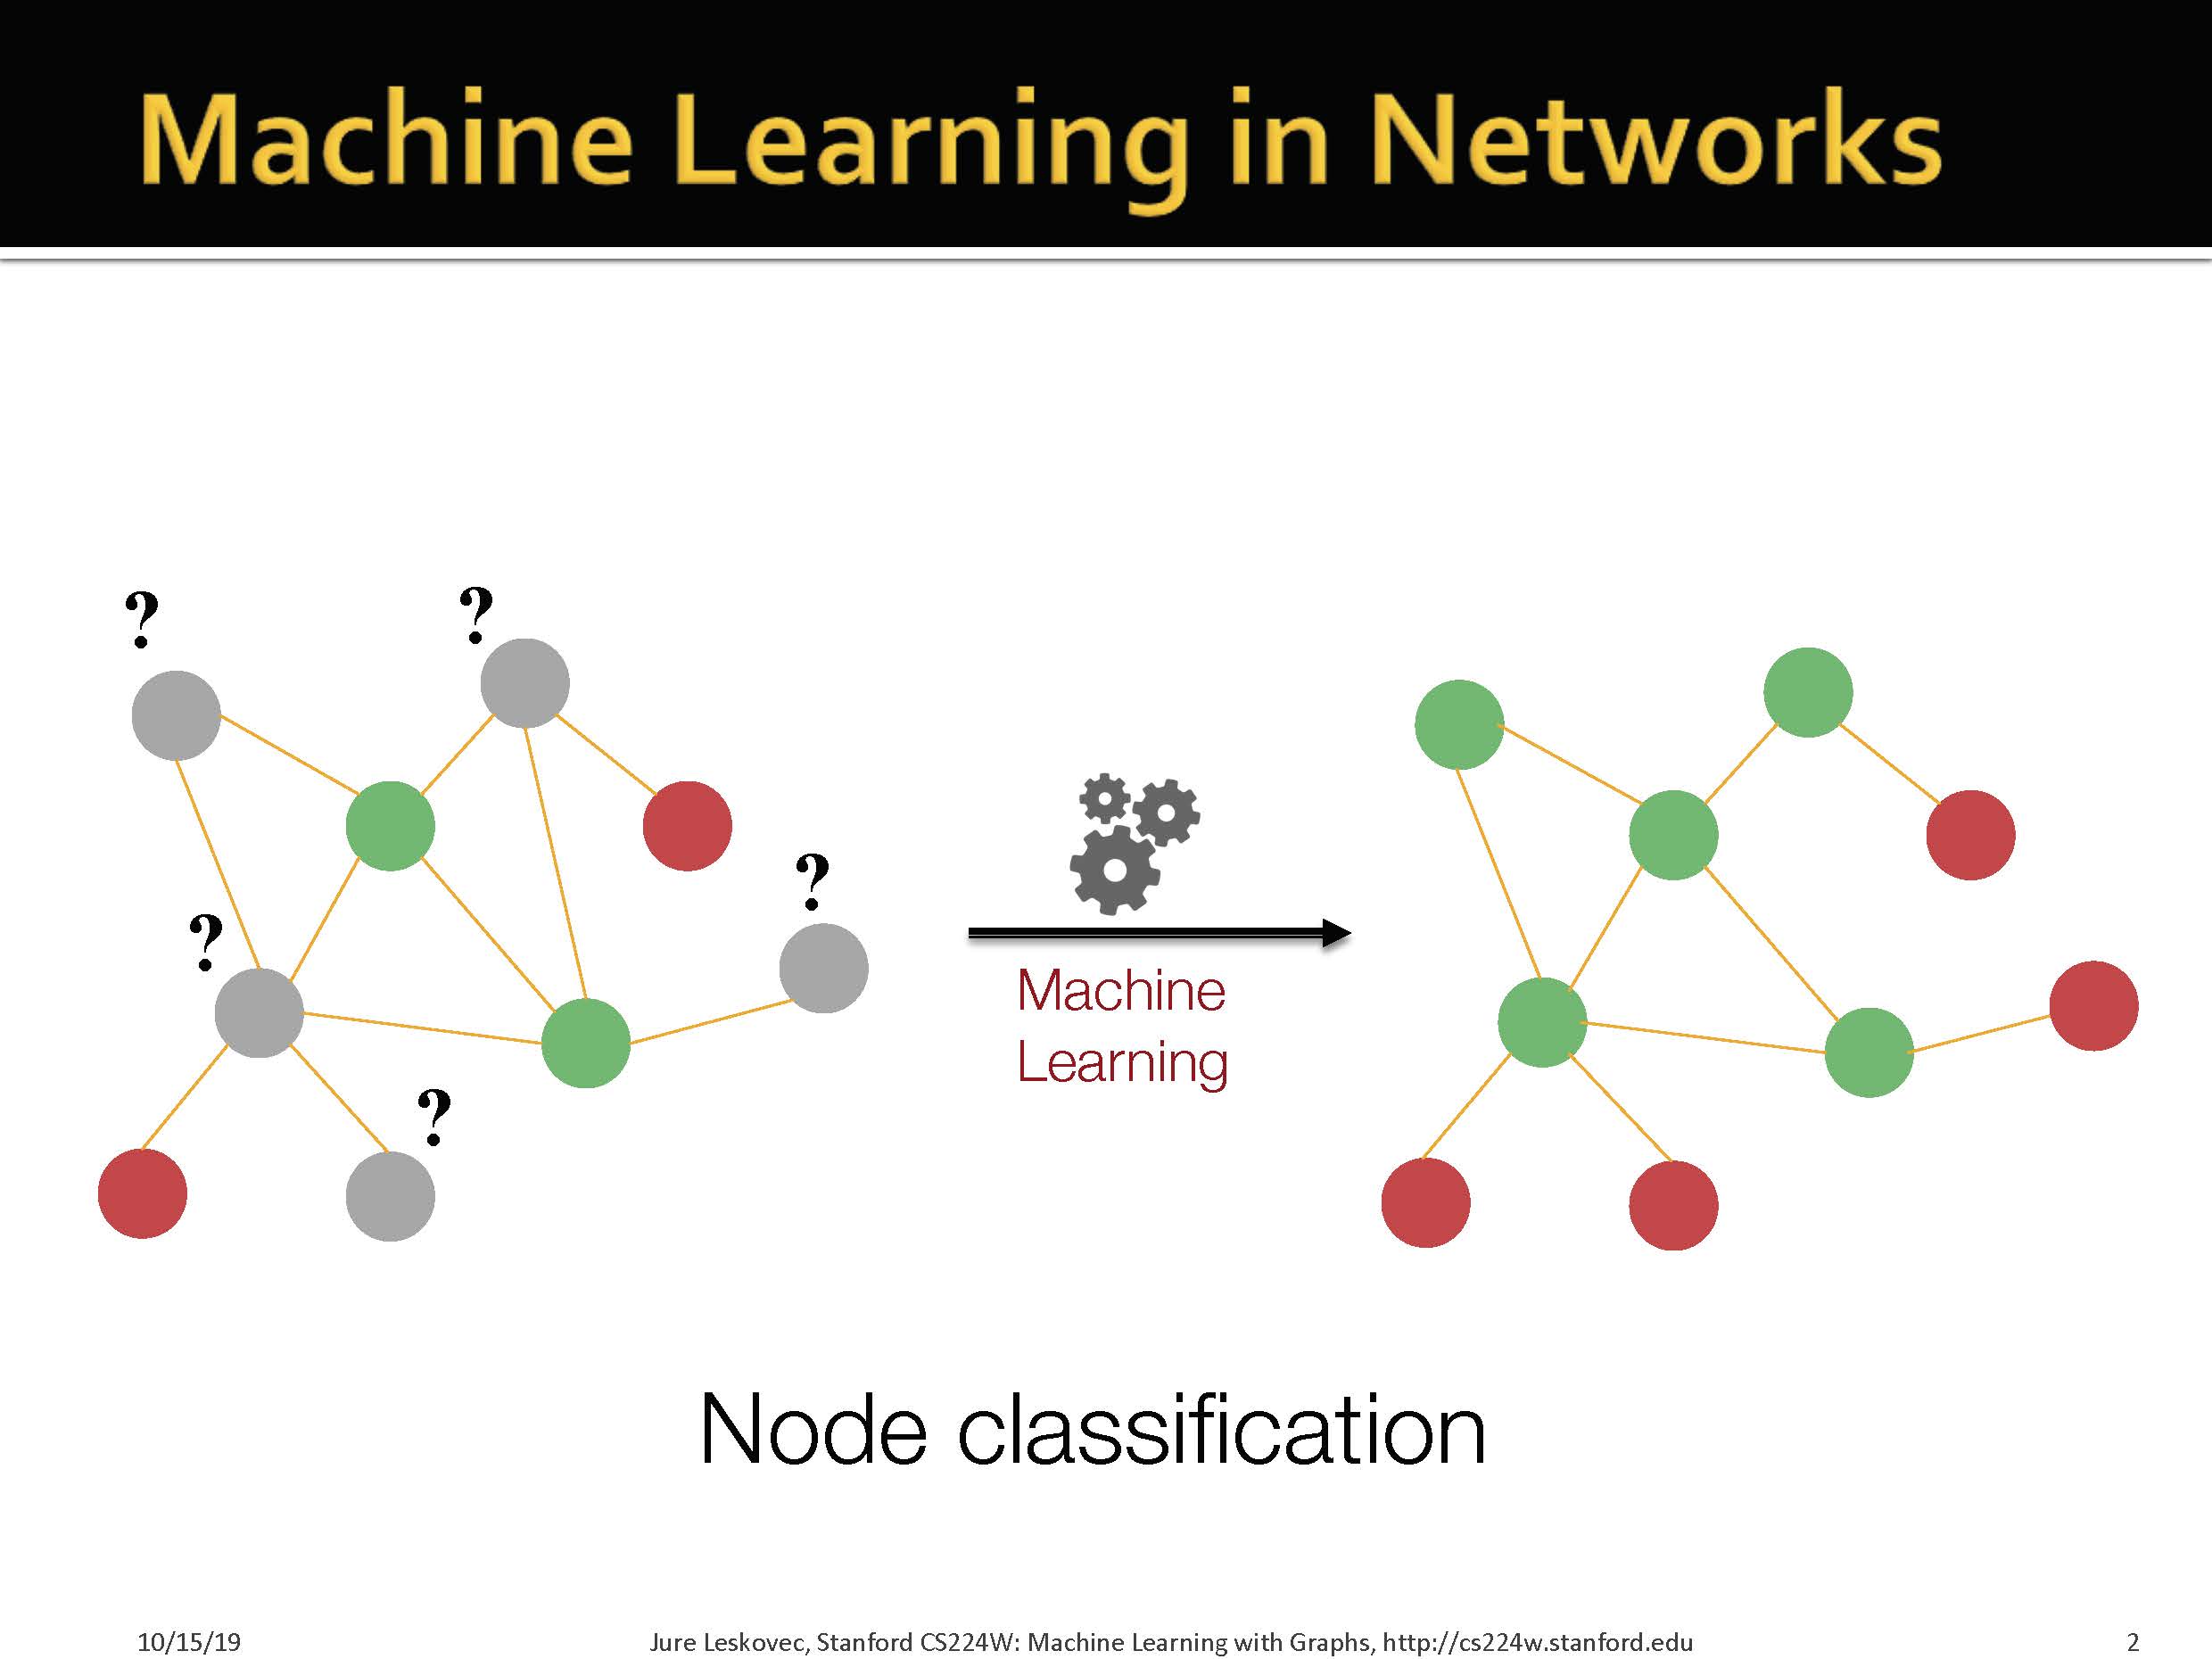 Machine Learning in Networks
?
?
?
?
?
Machine
Learning
Node classification
10/15/19
Jure Leskovec, Stanford CS224W: Machine Learning with Graphs, http://cs224w.stanford.edu
2